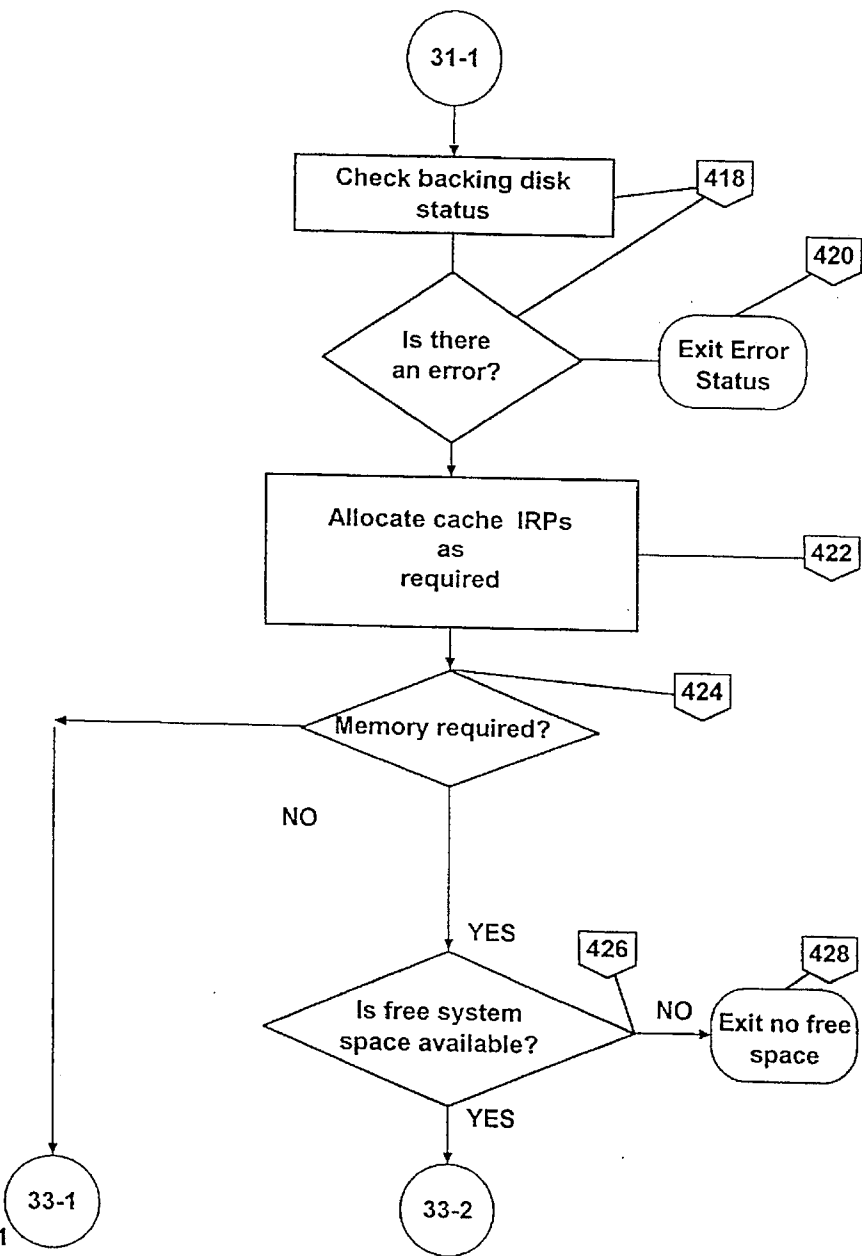 31-1
Check backing disk
status
418
420
Is there
an error?
Exit Error
Status
Allocate cache IRPs
as
required
422
424
Memory required?
NO
YES
426
428
Is free system
space available?
NO
Exit no free
space
YES
33-1
33-2
1